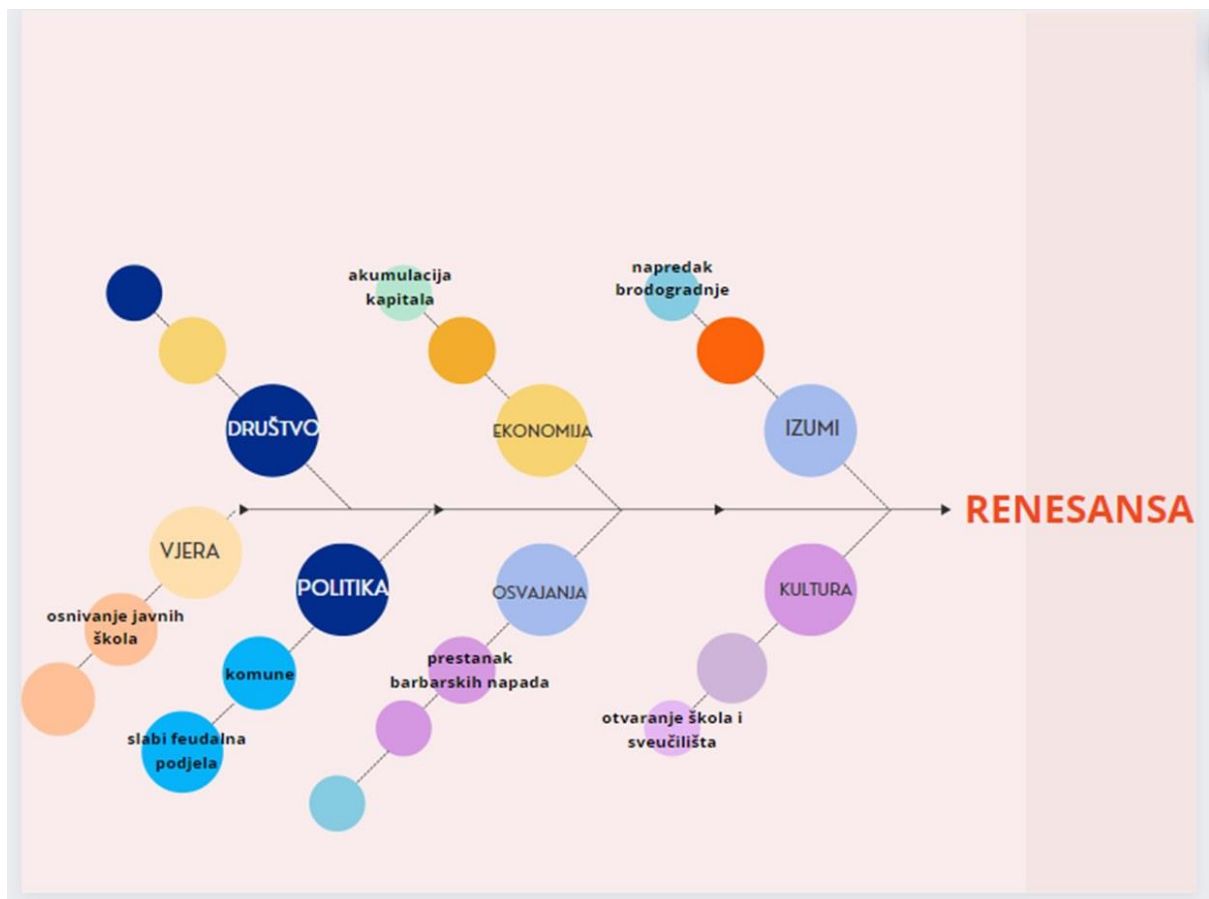 akumulacija
kapitala
napredak
brodogradnje
DRUŠTVO
EKONOMIJA
IZUMI
RENESANSA
VJERA
POLITIKA
OSVAJANJA
KULTURA
osnivanje javnih
škola
komune
prestanak
barbarskih napada
slabi feudalna
podjela
otvaranje škola i
sveučilišta